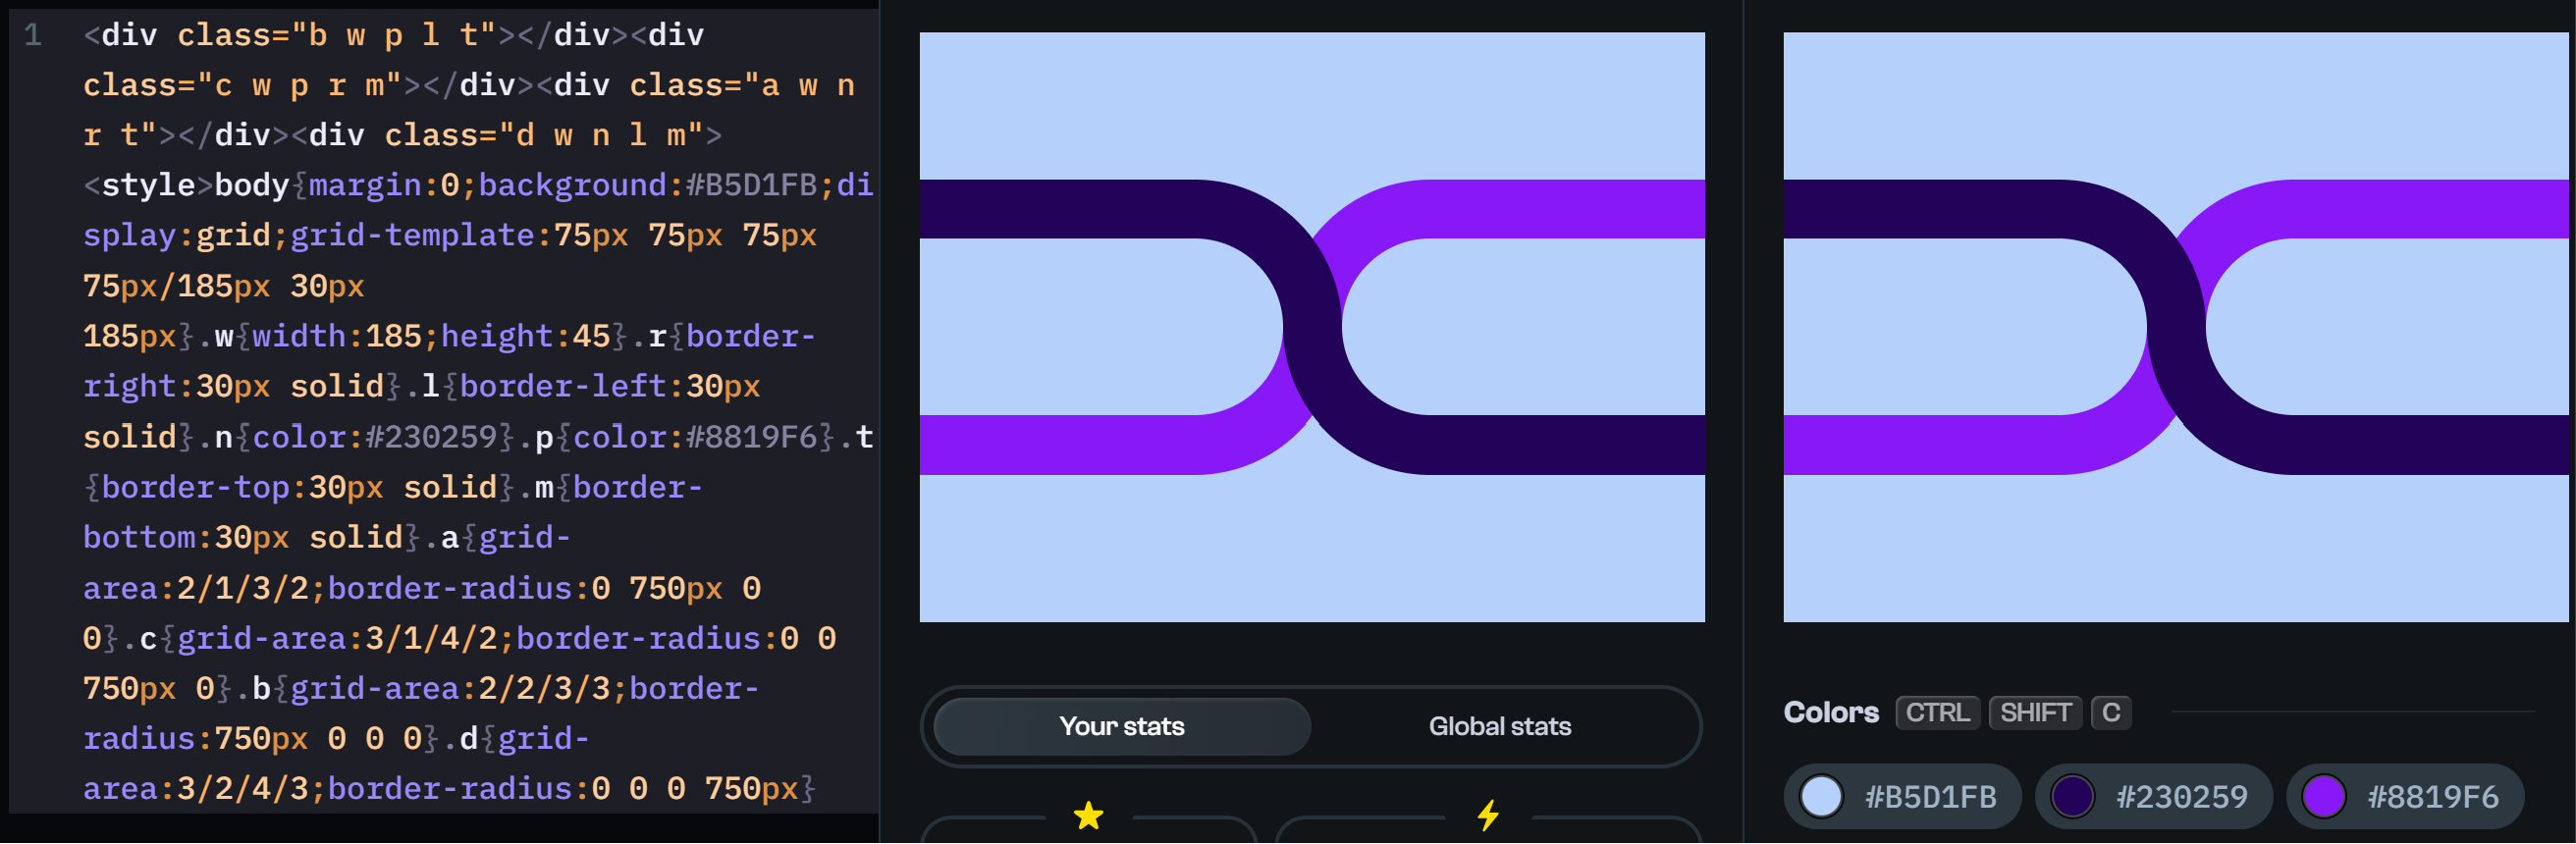 1 <div class="b w p l t"></div><div
class="c w p r m"></div><div class="a w n
r t"></div><div class="d w n l m">
<style>body{margin:0;background:#B5D1FB;di
splay:grid;grid-template:75px 75px 75px
75px/185px 30px
185px}.w{width:185;height:45}.r{border-
right:30px solid}.l{border-left:30px
solid}.n{color:#230259}.p{color:#8819F6}.t
{border-top:30px solid}.m{border-
bottom:30px solid}.a{grid-
area:2/1/3/2;border-radius:0 750px 0
0}.c{grid-area:3/1/4/2;border-radius:0 0
750px 0}.b{grid-area:2/2/3/3;border-
radius:750px 0 0 0}.d{grid-
area:3/2/4/3;border-radius:0 0 0 750px}
Your stats Global stats
Colors CTRL SHIFT C
#B5D1FB #230259 #8819F6